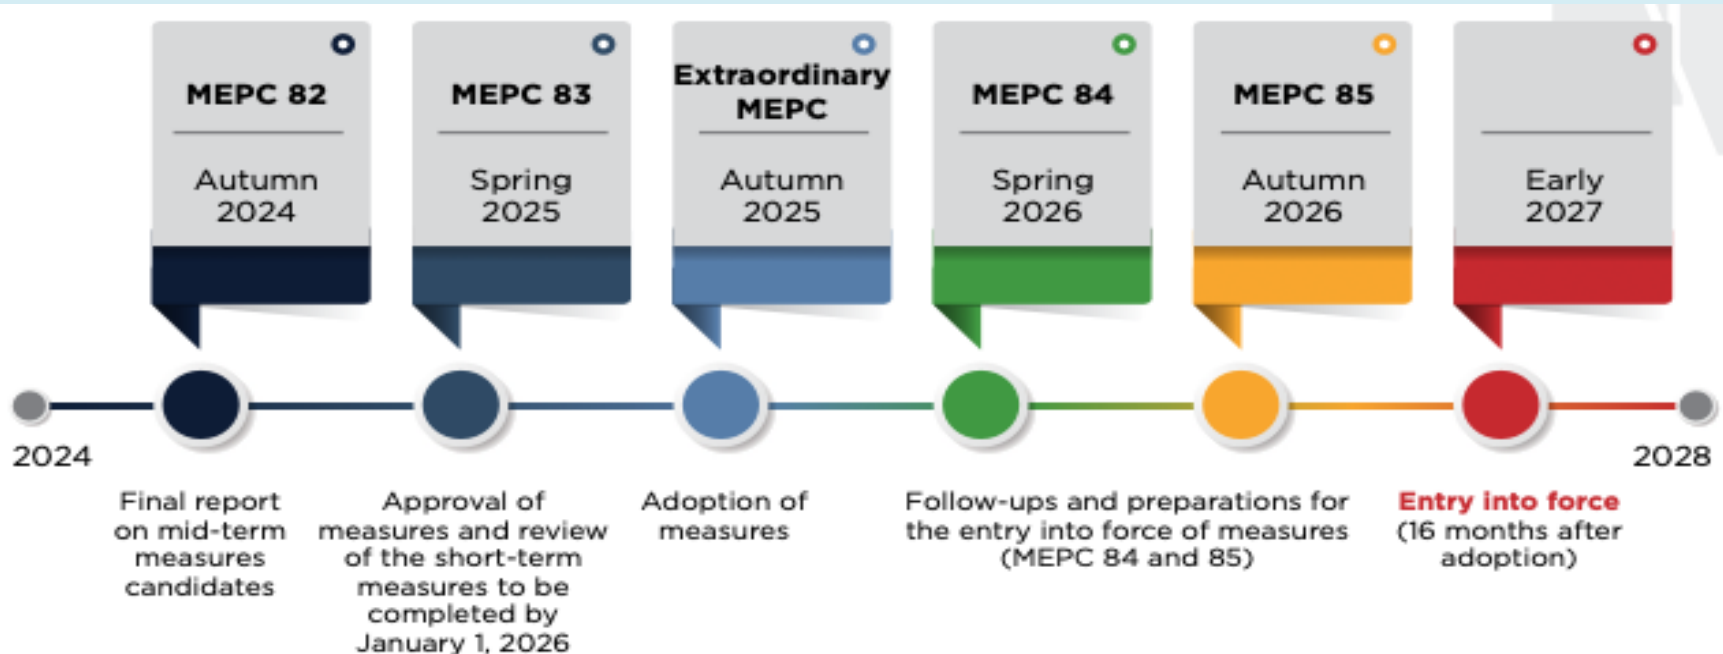 MEPC 82
Autumn
2024
MEPC 83
Spring
2025
Extraordinary
MEPC
Autumn
2025
MEPC 84
Spring
2026
MEPC 85
Autumn
2026
Early
2027
2024
2028
Final report
on mid-term
measures
candidates
Approval of
measures and review
of the short-term
measures to be
completed by
January 1, 2026
Adoption of
measures
Follow-ups and preparations for
the entry into force of measures
(MEPC 84 and 85)
Entry into force
(16 months after
adoption)